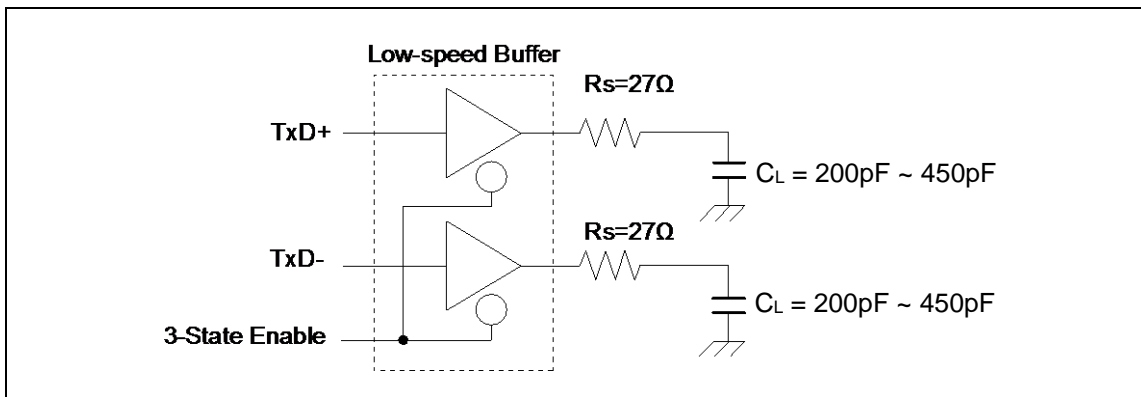 Low-speed Buffer
Rs=27Ω
TxD+
CL = 200pF ~ 450pF
Rs=27Ω
TxD-
CL = 200pF ~ 450pF
3-State Enable